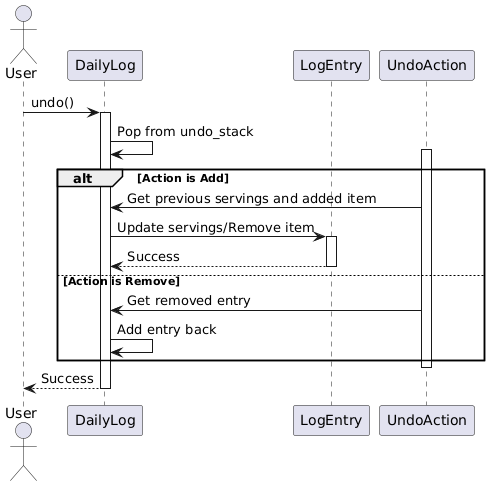 User
DailyLog
LogEntry
UndoAction
undo()
Pop from undo_stack
alt
[Action is Add]
Get previous servings and added item
Update servings/Remove item
Success
[Action is Remove]
Get removed entry
Add entry back
Success
User
DailyLog
LogEntry
UndoAction